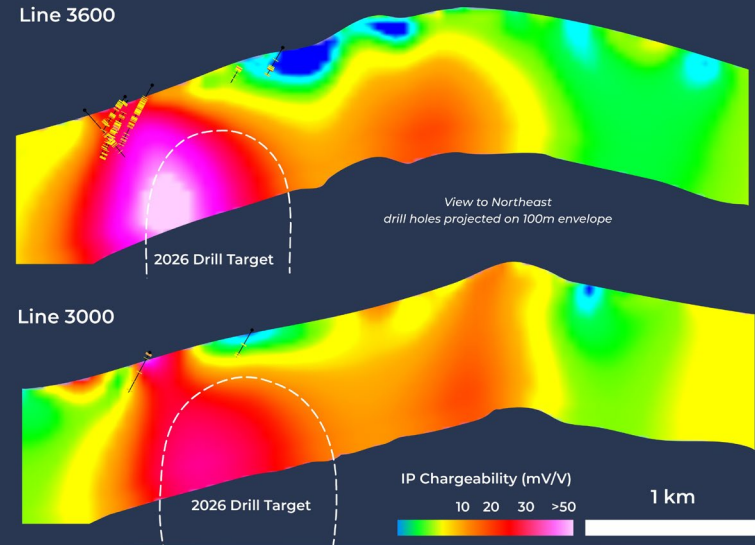 Line 3600
View to Northeast
drill holes projected on 100m envelope
2026 Drill Target
Line 3000
2026 Drill Target
IP Chargeability (mV/V)
10 20 30 >50
1 km